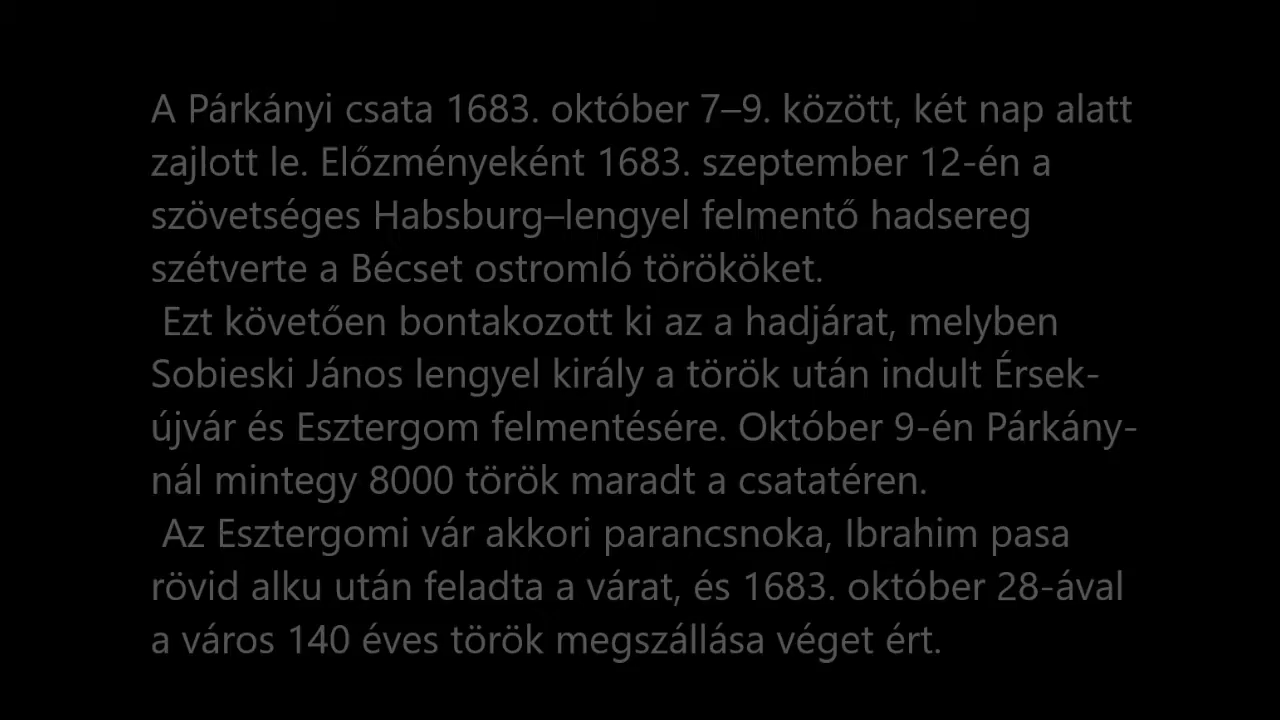 A Párkányi csata 1683. október 7–9. között, két nap alatt
zajlott le. Előzményeként 1683. szeptember 12-én a
szövetséges Habsburg–lengyel felmentő hadsereg
szétverte a Bécset ostromló törököket.
Ezt követően bontakozott ki az a hadjárat, melyben
Sobieski János lengyel király a török után indult Érsek-
újvár és Esztergom felmentésére. Október 9-én Párkány-
nál mintegy 8000 török maradt a csatatéren.
Az Esztergomi vár akkori parancsnoka, Ibrahim pasa
rövid alku után feladta a várat, és 1683. október 28-ával
a város 140 éves török megszállása véget ért.